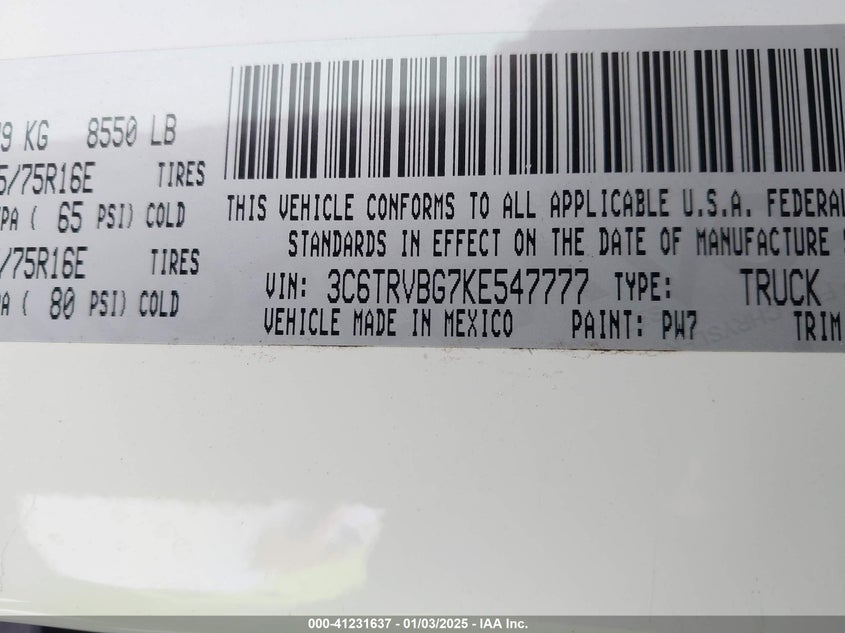 9 KG 8550 LB
5/75R16E TIRES
PA ( 65 PSI) COLD
/75R16E TIRES
A ( 80 PSI) COLD
THIS VEHICLE CONFORMS TO ALL APPLICABLE U.S.A. FEDERAL
STANDARDS IN EFFECT ON THE DATE OF MANUFACTURE
VIN: 3C6TRVBG7KE547777 TYPE: TRUCK
VEHICLE MADE IN MEXICO PAINT: PW7 TRIM
000-41231637 - 01/03/2025 - IAA Inc.